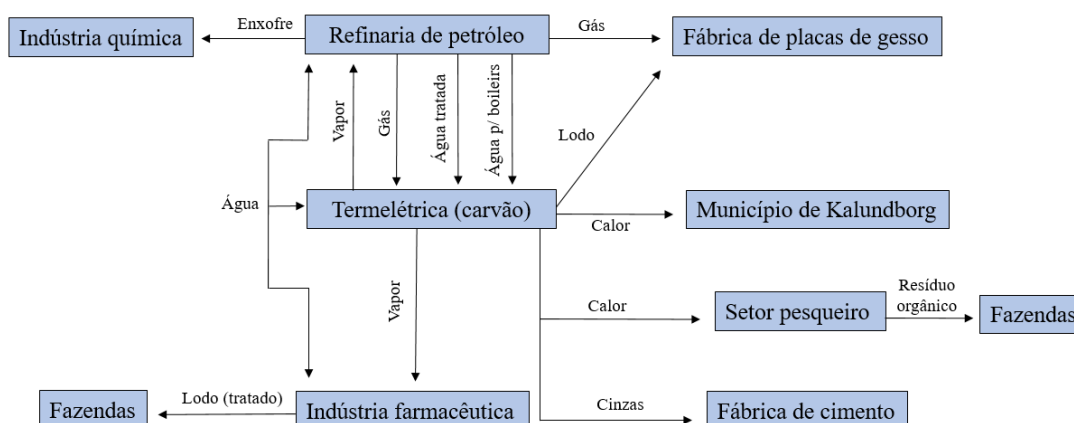 Enxofre
Gás
Indústria química
Refinaria de petróleo
Fábrica de placas de gesso
Vapor
Gás
Água tratada
Água p/ boileirs
Lodo
Água
Termelétrica (carvão)
Município de Kalundborg
Calor
Vapor
Calor
Setor pesqueiro
Resíduo
orgânico
Fazendas
Fazendas
Lodo (tratado)
Indústria farmacêutica
Cinzas
Fábrica de cimento